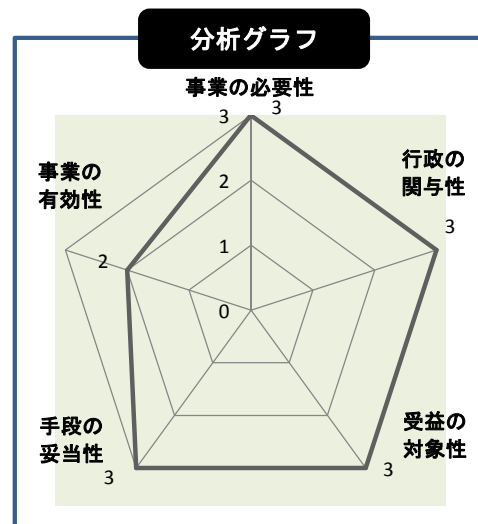 分析グラフ
事業の必要性
3
3
行政の
関与性
3
事業の
有効性
2
2
1
0
受益の
対象性
3
手段の
妥当性
3